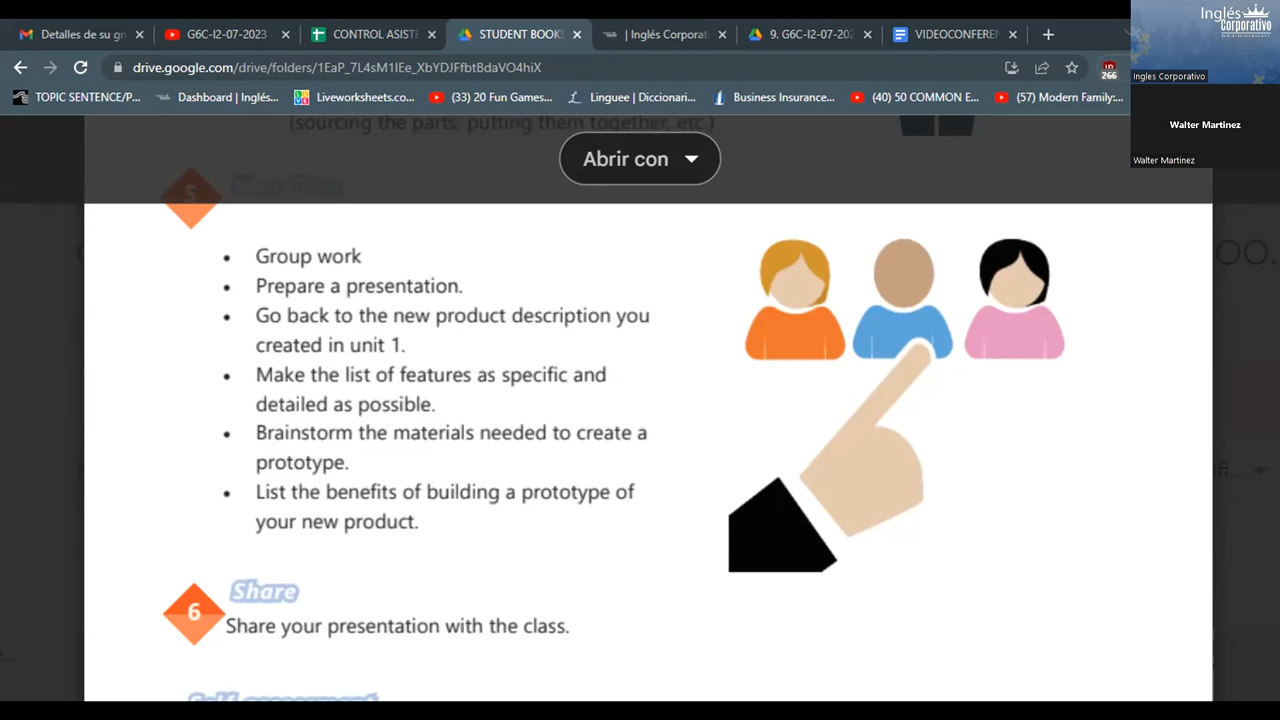 Detalles de su gn
G6C-I2-07-2023
CONTROL ASISTE
STUDENT BOOKS
| Inglés Corporati
9. G6C-I2-07-202
VIDEOCONFEREN
drive.google.com/drive/folders/1EaP_7L4sM1IEe_XbYDJFfbtBdaVO4hiX
266
TOPIC SENTENCE/P...
Dashboard | Inglés...
Liveworksheets.co...
(33) 20 Fun Games...
Linguee | Diccionari...
Business Insurance...
(40) 50 COMMON E...
(57) Modern Family:...
Inglés
Corporativo
Ingles Corporativo
Walter Martinez
Walter Martinez
(sourcing the parts, putting them together, etc.)
Abrir con
5
• Group work
• Prepare a presentation.
• Go back to the new product description you
created in unit 1.
• Make the list of features as specific and
detailed as possible.
• Brainstorm the materials needed to create a
prototype.
• List the benefits of building a prototype of
your new product.
6
Share
Share your presentation with the class.